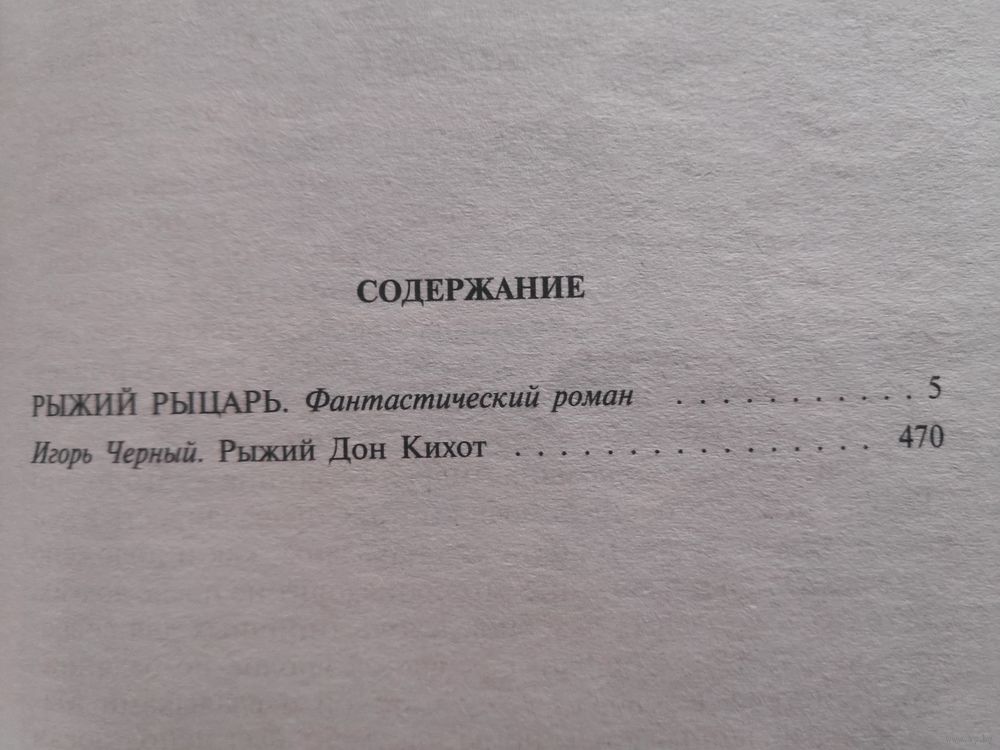 СОДЕРЖАНИЕ
РЫЖИЙ РЫЦАРЬ. Фантастический роман . . . . . . . . . . . . 5
Игорь Черный. Рыжий Дон Кихот . . . . . . . . . . . . . . . . 470